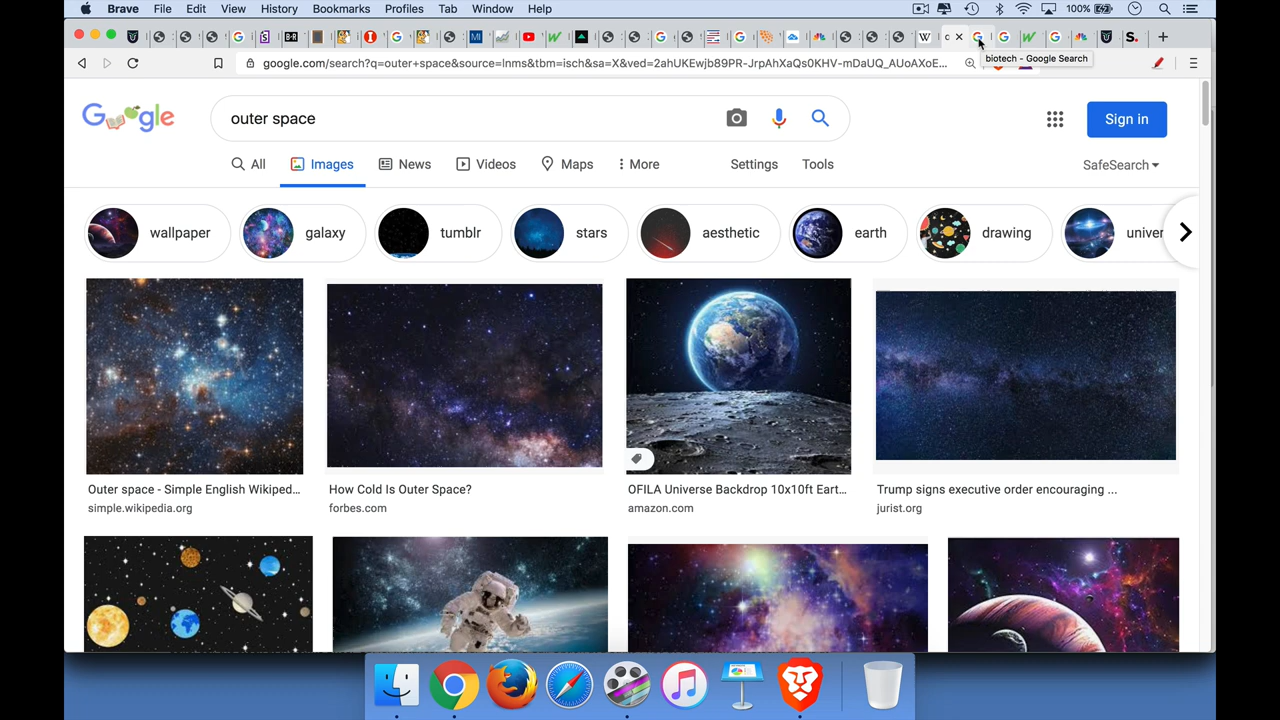 Brave File Edit View History Bookmarks Profiles Tab Window Help 100%
biotech - Google Search
google.com/search?q=outer+space&source=lnms&tbm=isch&sa=X&ved=2ahUKEwjb89PR-JrpAhXaQs0KHV-mDaUQ_AUoAXoE...
Google
outer space
Sign in
All Images News Videos Maps More Settings Tools SafeSearch
wallpaper galaxy tumblr stars aesthetic earth drawing univer
Outer space - Simple English Wikiped... How Cold Is Outer Space? OFILA Universe Backdrop 10x10ft Eart... Trump signs executive order encouraging ...
simple.wikipedia.org forbes.com amazon.com jurist.org